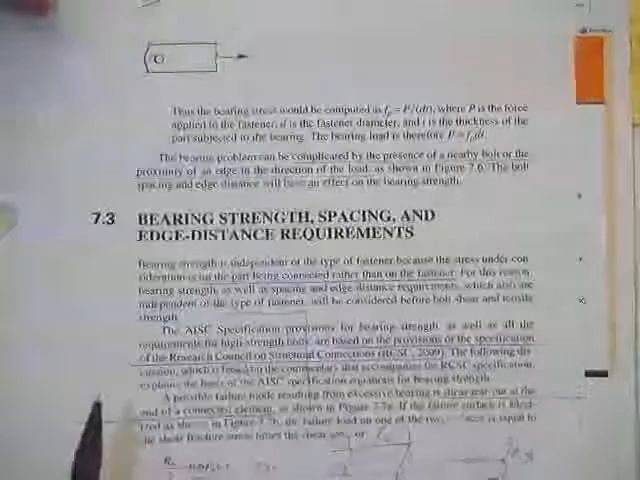 Thus the bearing stress would be computed as fp = P/(dt), where P is the force
applied to the fastener, d is the fastener diameter, and t is the thickness of the
part subjected to the bearing. The bearing load is therefore P = fpdt.
The bearing problem can be complicated by the presence of a nearby bolt or the
proximity of an edge in the direction of the load, as shown in Figure 7.6. The bolt
spacing and edge distance will have an effect on the bearing strength.
7.3 BEARING STRENGTH, SPACING, AND
EDGE-DISTANCE REQUIREMENTS
Bearing strength is independent of the type of fastener because the stress under con
sideration is on the part being connected rather than on the fastener. For this reason
bearing strength, as well as spacing and edge-distance requirements, which also are
independent of the type of fastener, will be considered before bolt shear and tensile
strength.
The AISC Specification provisions for bearing strength, as well as all the
requirements for high-strength bolts, are based on the provisions of the specification
of the Research Council on Structural Connections (RCSC, 2009). The following dis
cussion, which is based on the commentary that accompanies the RCSC specification,
explains the basis of the AISC specification equations for bearing strength.
A possible failure mode resulting from excessive bearing is shear tear-out at the
end of a connected element, as shown in Figure 7.7a. If the failure surface is
as shown in Figure 7.7b, the failure load on one of the two is equal to
the shear fracture stress times the shear area, or